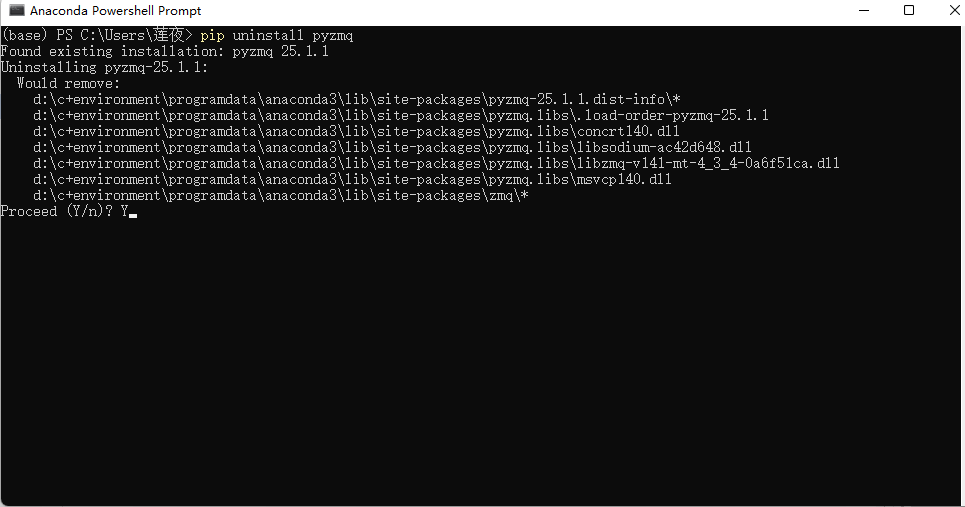 Anaconda Powershell Prompt
(base) PS C:\Users\莲夜> pip uninstall pyzmq
Found existing installation: pyzmq 25.1.1
Uninstalling pyzmq-25.1.1:
  Would remove:
    d:\c+environment\programdata\anaconda3\lib\site-packages\pyzmq-25.1.1.dist-info\*
    d:\c+environment\programdata\anaconda3\lib\site-packages\pyzmq.libs\.load-order-pyzmq-25.1.1
    d:\c+environment\programdata\anaconda3\lib\site-packages\pyzmq.libs\concrt140.dll
    d:\c+environment\programdata\anaconda3\lib\site-packages\pyzmq.libs\libsodium-ac42d648.dll
    d:\c+environment\programdata\anaconda3\lib\site-packages\pyzmq.libs\libzmq-v141-mt-4_3_4-0a6f51ca.dll
    d:\c+environment\programdata\anaconda3\lib\site-packages\pyzmq.libs\msvcp140.dll
    d:\c+environment\programdata\anaconda3\lib\site-packages\zmq\*
Proceed (Y/n)? Y